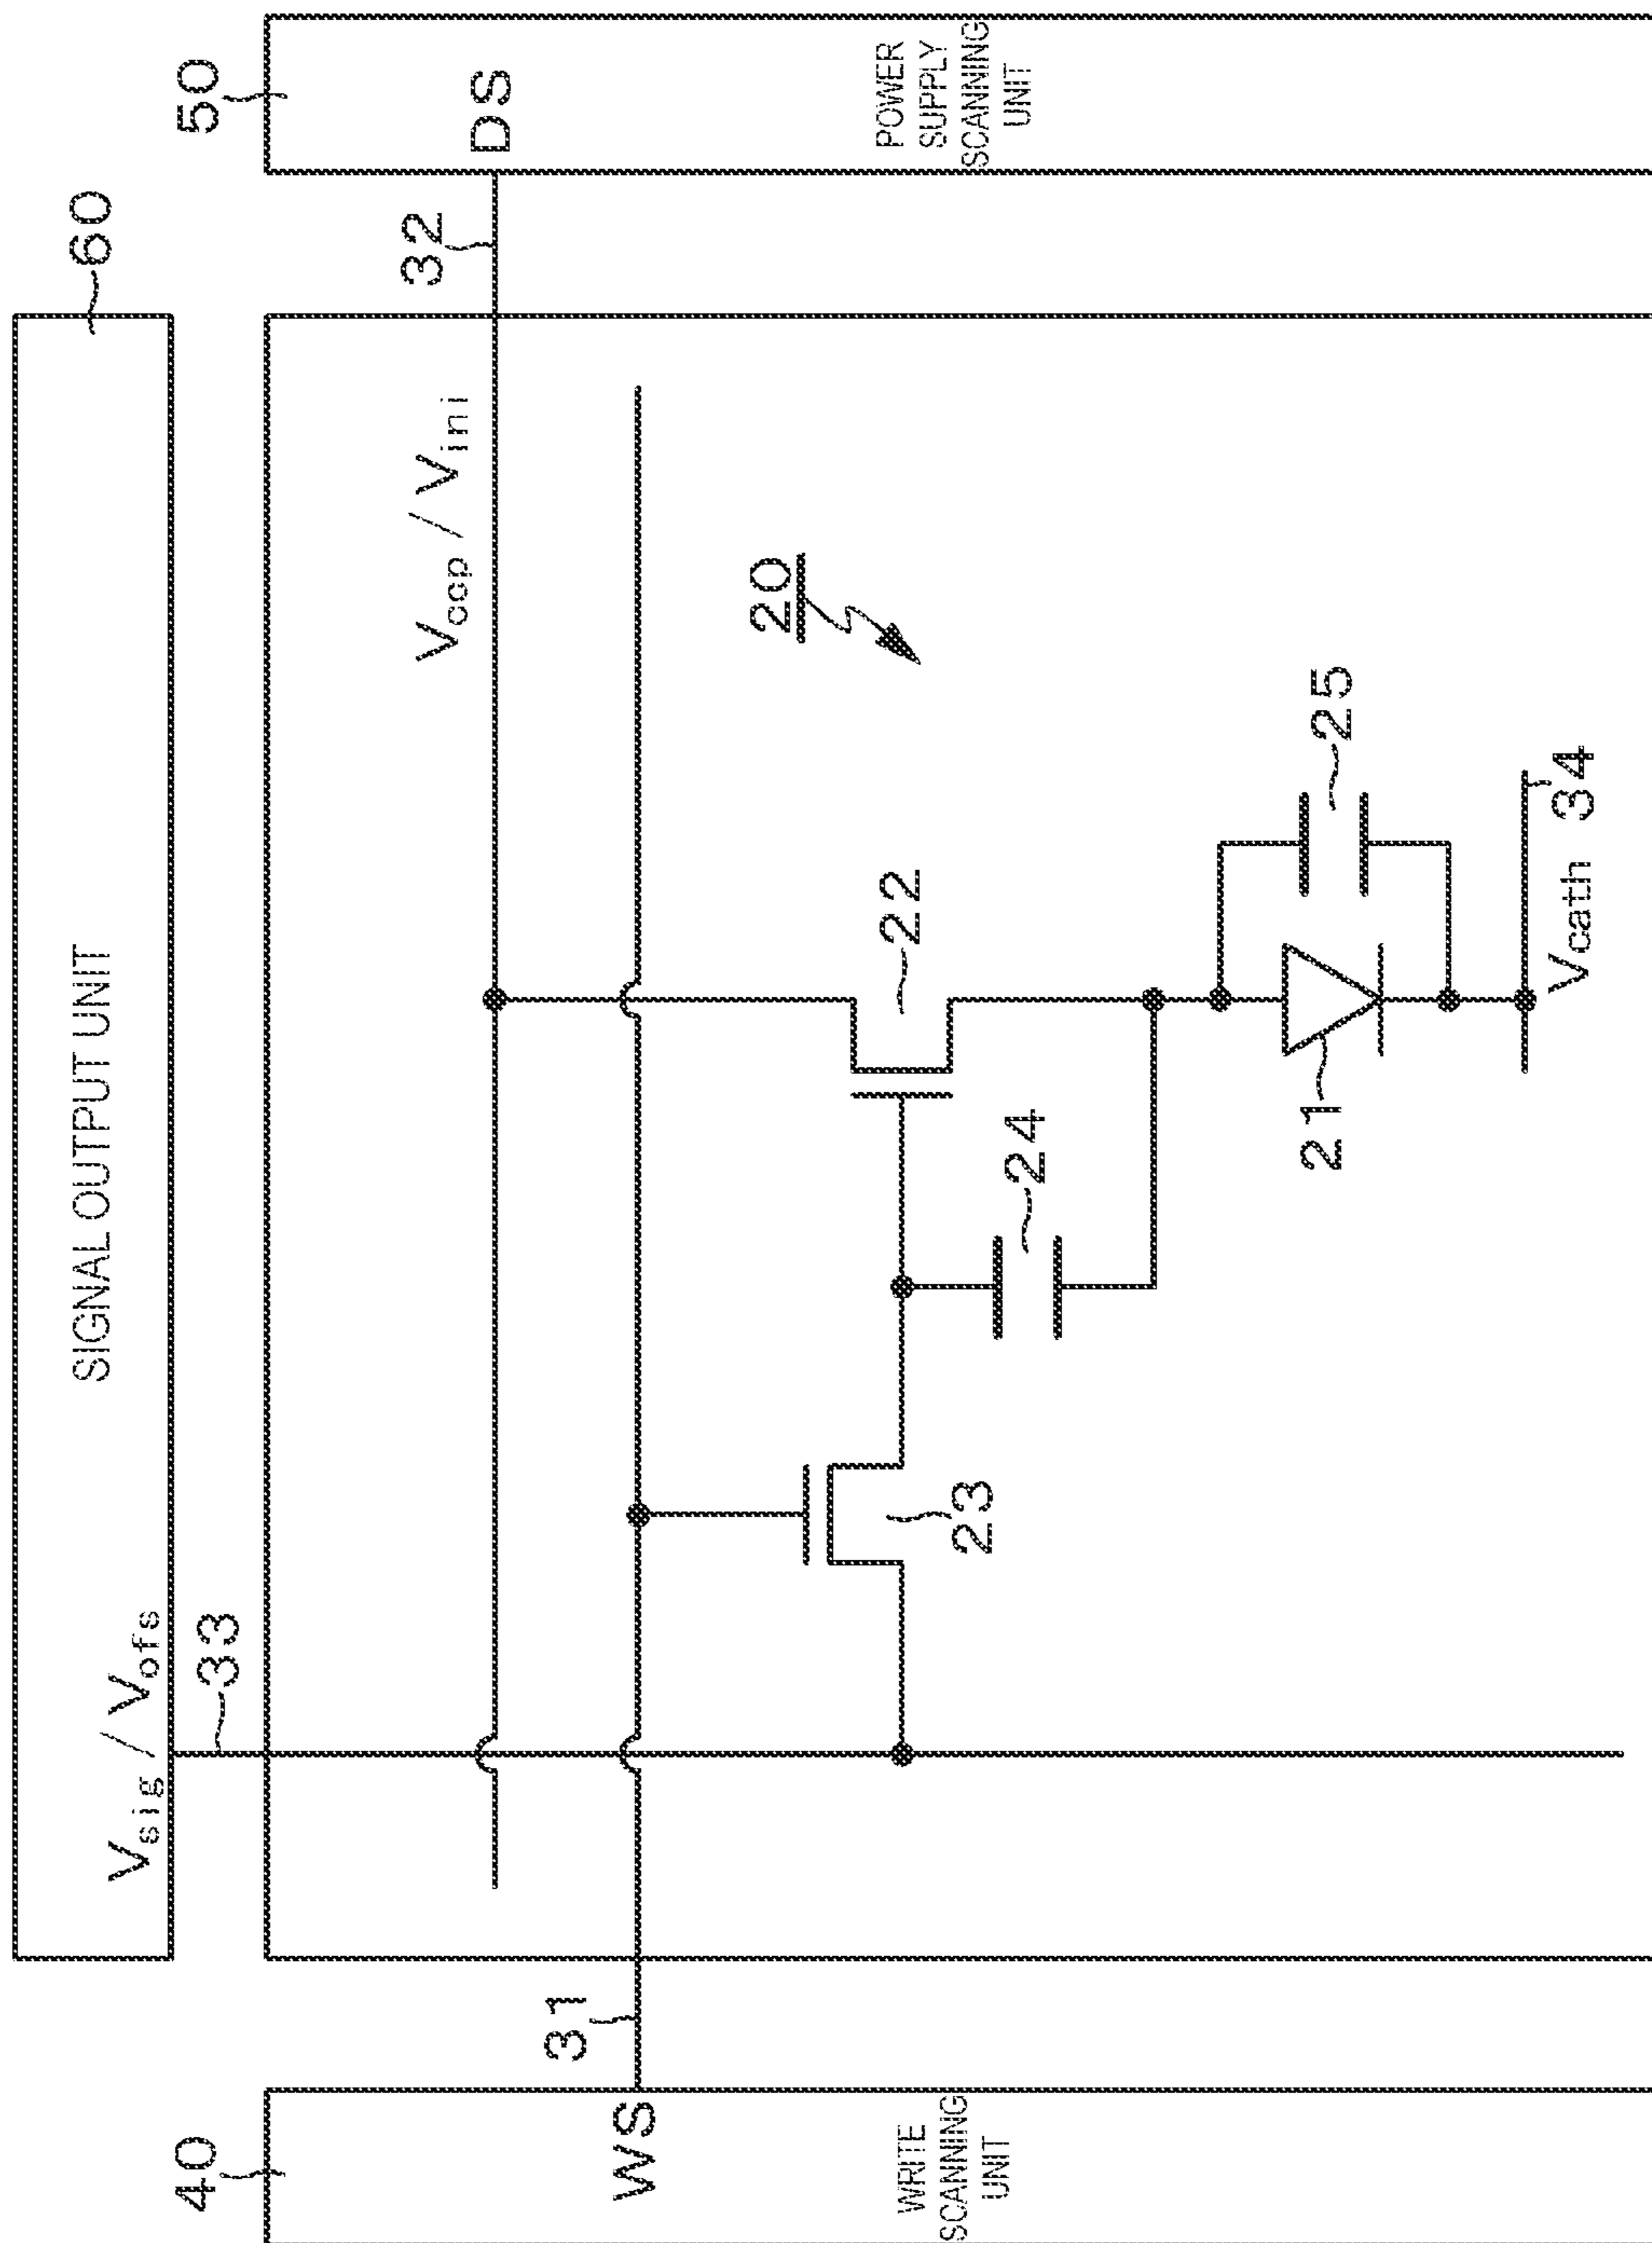 60
SIGNAL OUTPUT UNIT
Vsig / Vofs
33
40
WS
WRITE
SCANNING
UNIT
31
50
DS
POWER
SUPPLY
SCANNING
UNIT
32
Vccp / Vini
20
22
23
24
25
21
Vcath
34